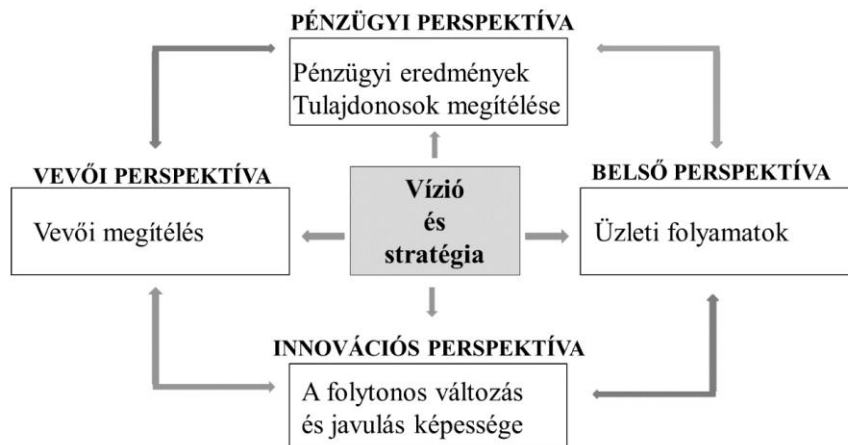 PÉNZÜGYI PERSPEKTÍVA
Pénzügyi eredmények
Tulajdonosok megítélése
VEVŐI PERSPEKTÍVA
Vevői megítélés
Vízió
és
stratégia
BELSŐ PERSPEKTÍVA
Üzleti folyamatok
INNOVÁCIÓS PERSPEKTÍVA
A folytonos változás
és javulás képessége